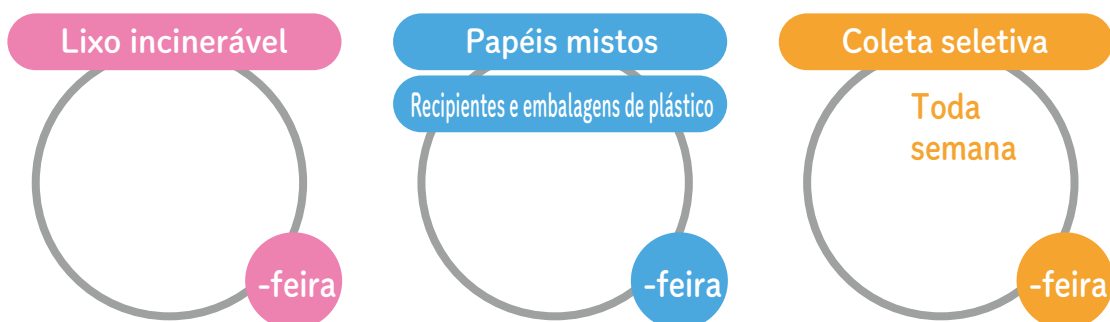 Lixo incinerável
-feira
Papéis mistos
Recipientes e embalagens de plástico
-feira
Coleta seletiva
Toda
semana
-feira